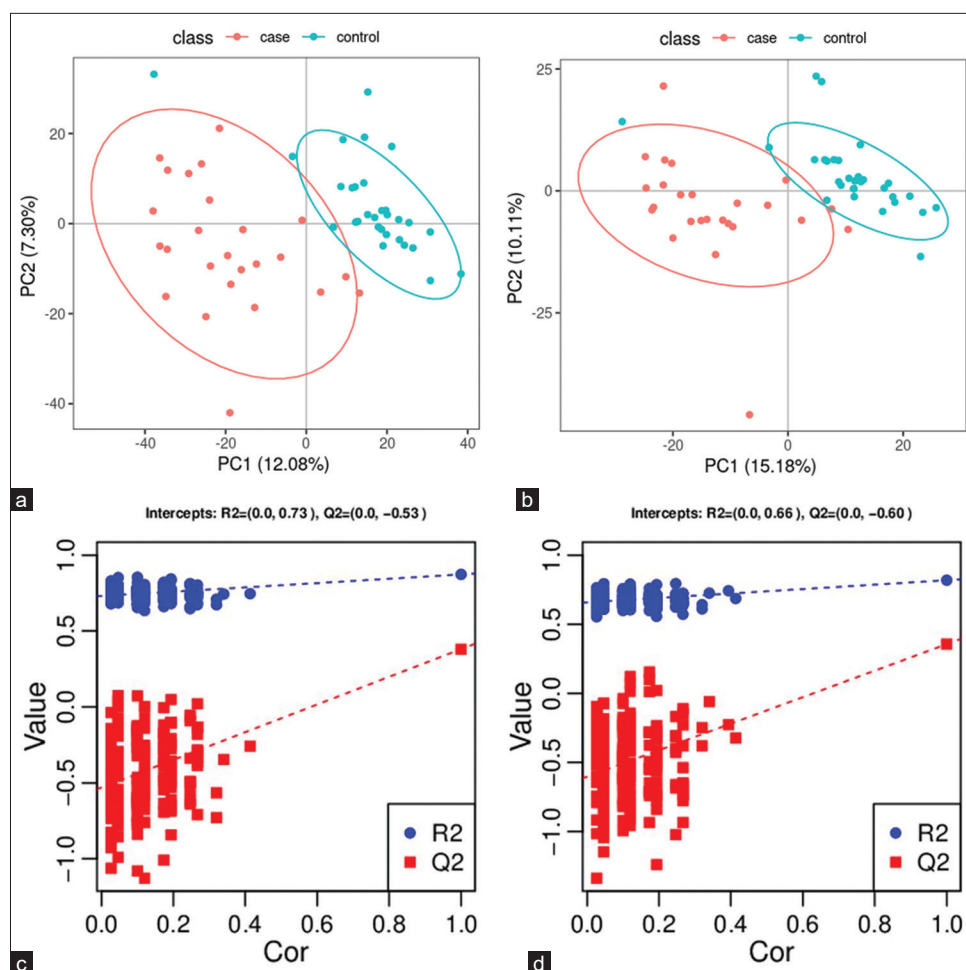 class case control
PC2 (7.30%)
20
0
-20
-40
-40 -20 0 20 40
PC1 (12.08%)
a
class case control
PC2 (10.11%)
25
0
-25
-20 0 20
PC1 (15.18%)
b
Intercepts: R2=(0.0, 0.73), Q2=(0.0, −0.53)
Value
1.0
0.5
0.0
−0.5
−1.0
R2
Q2
0.0 0.2 0.4 0.6 0.8 1.0
Cor
c
Intercepts: R2=(0.0, 0.66), Q2=(0.0, −0.60)
Value
1.0
0.5
0.0
−0.5
−1.0
R2
Q2
0.0 0.2 0.4 0.6 0.8 1.0
Cor
d